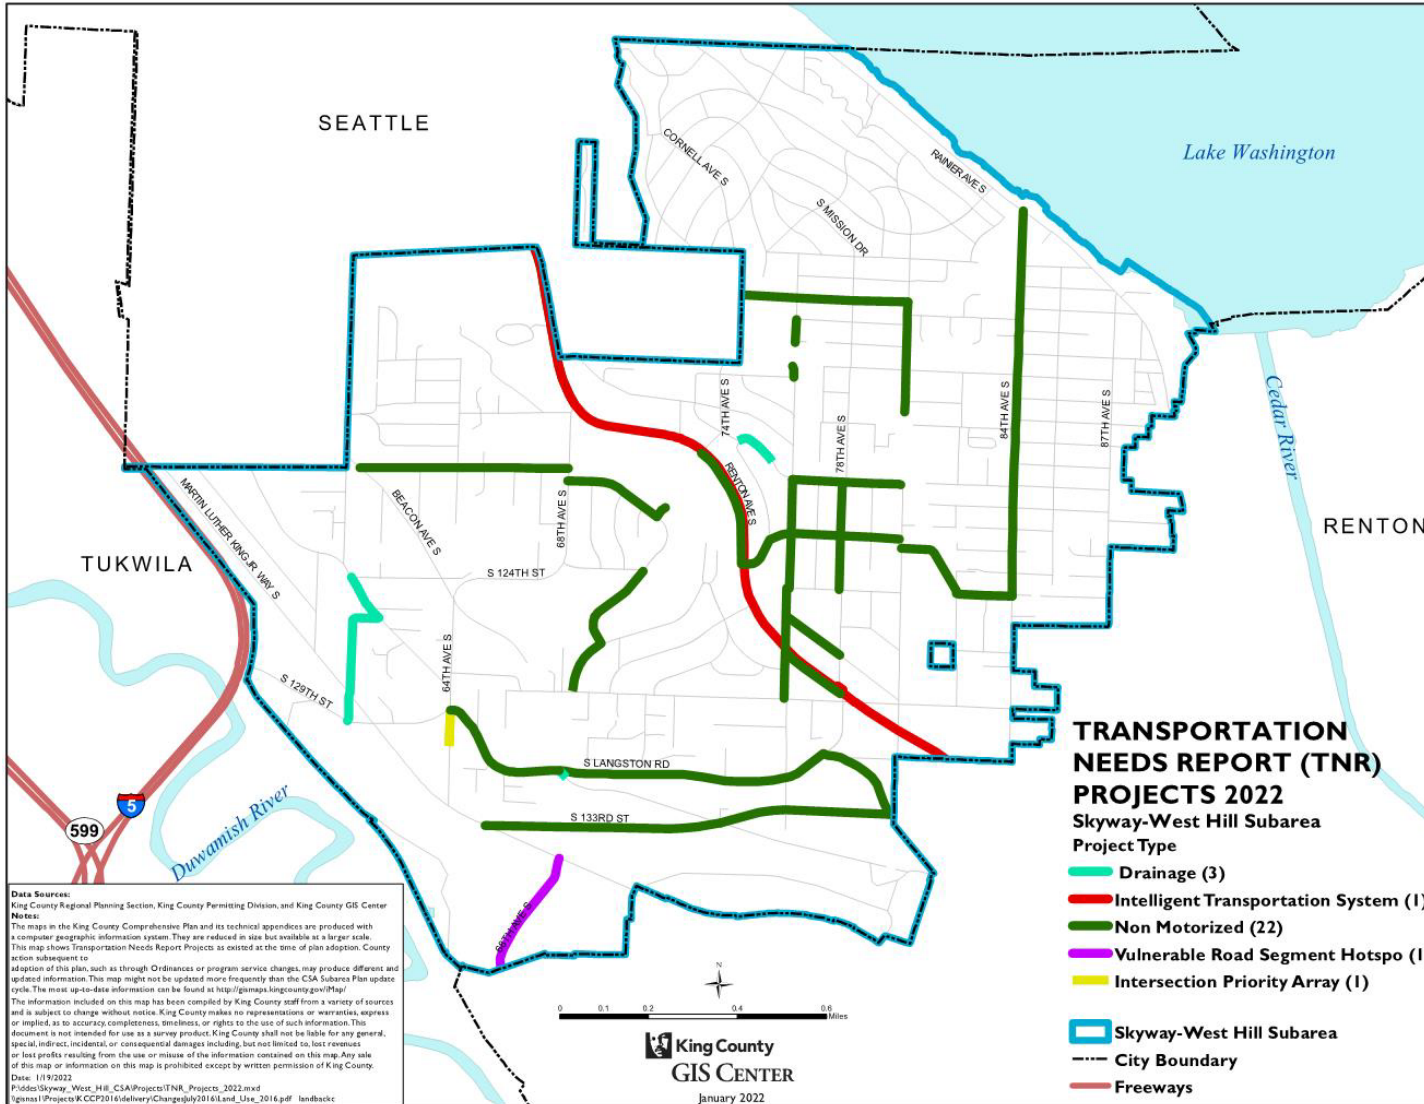 SEATTLE
CORNELL AVE S
RAINIER AVE S
Lake Washington
S MISSION DR
74TH AVE S
78TH AVE S
84TH AVE S
87TH AVE S
Cedar River
RENTON AVE S
RENTON
MARTIN LUTHER KING JR. WAY S
BEACON AVE S
68TH AVE S
TUKWILA
S 124TH ST
64TH AVE S
S 129TH ST
S LANGSTON RD
S 133RD ST
5
599
Duwamish River
66TH AVE S
TRANSPORTATION
NEEDS REPORT (TNR)
PROJECTS 2022
Skyway-West Hill Subarea
Project Type
Drainage (3)
Intelligent Transportation System (1)
Non Motorized (22)
Vulnerable Road Segment Hotspo (1
Intersection Priority Array (1)
Skyway-West Hill Subarea
City Boundary
Freeways
N
0 0.1 0.2 0.4 0.6
Miles
King County
GIS CENTER
January 2022
Data Sources:
King County Regional Planning Section, King County Permitting Division, and King County GIS Center
Notes:
The maps in the King County Comprehensive Plan and its technical appendices are produced with
a computer geographic information system. They are reduced in size but available at a larger scale.
This map shows Transportation Needs Report Projects as existed at the time of plan adoption. County
action subsequent to
adoption of this plan, such as through Ordinances or program service changes, may produce different and
updated information. This map might not be updated more frequently than the CSA Subarea Plan update
cycle. The most up-to-date information can be found at http://gismaps.kingcounty.gov/iMap/
The information included on this map has been compiled by King County staff from a variety of sources
and is subject to change without notice. King County makes no representations or warranties, express
or implied, as to accuracy, completeness, timeliness, or rights to the use of such information. This
document is not intended for use as a survey product. King County shall not be liable for any general,
special, indirect, incidental, or consequential damages including, but not limited to, lost revenues
or lost profits resulting from the use or misuse of the information contained on this map. Any sale
of this map or information on this map is prohibited except by written permission of King County.
Date: 1/19/2022
P:\ddes\Skyway_West_Hill_CSA\Projects\TNR_Projects_2022.mxd
\\gisnas1\Projects\KCCP2016\delivery\ChangesJuly2016\Land_Use_2016.pdf landbackc